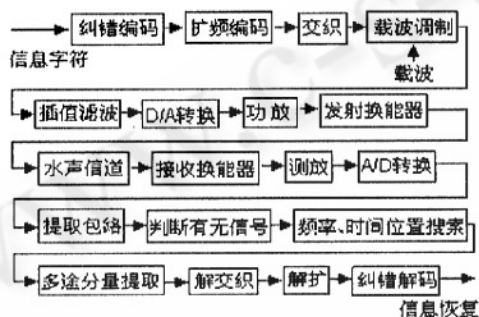 纠错编码 扩频编码 交织 载波调制
信息字符
载波
插值滤波 D/A转换 功放 发射换能器
水声信道 接收换能器 测放 A/D转换
提取包络 判断有无信号 频率、时间位置搜索
多途分量提取 解交织 解扩 纠错解码
信息恢复